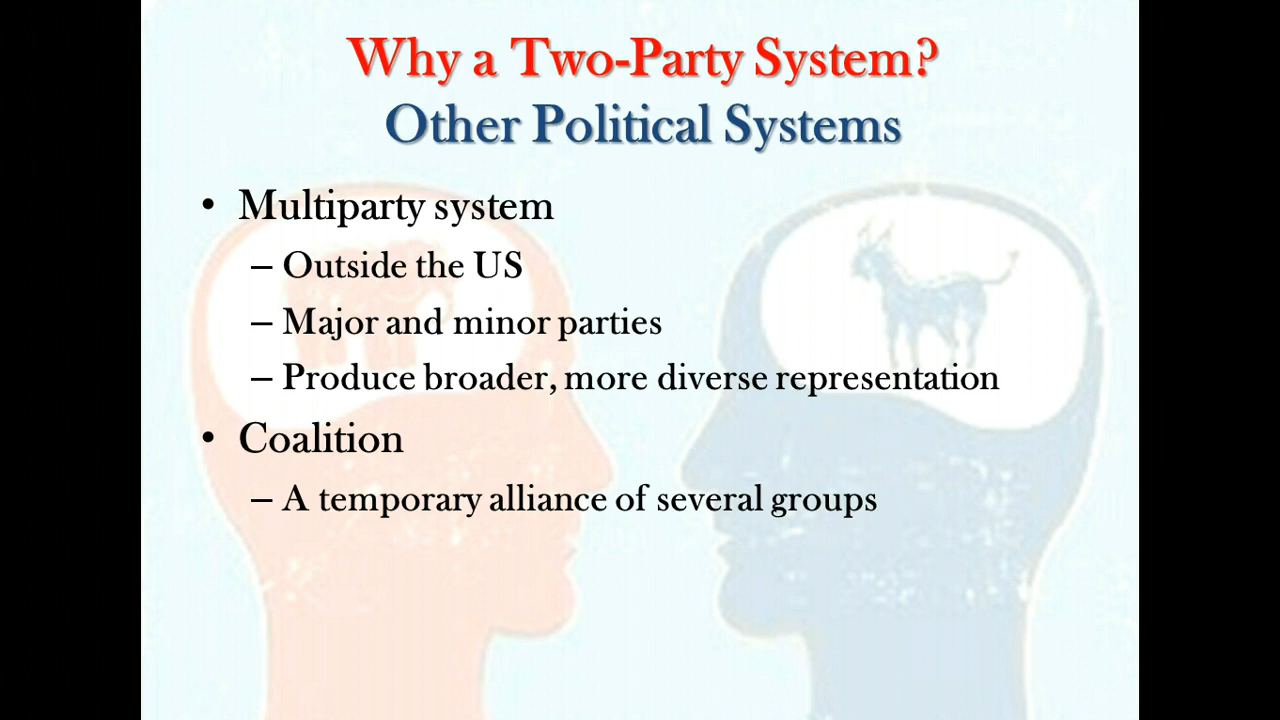 Why a Two-Party System?
Other Political Systems
• Multiparty system
– Outside the US
– Major and minor parties
– Produce broader, more diverse representation
• Coalition
– A temporary alliance of several groups